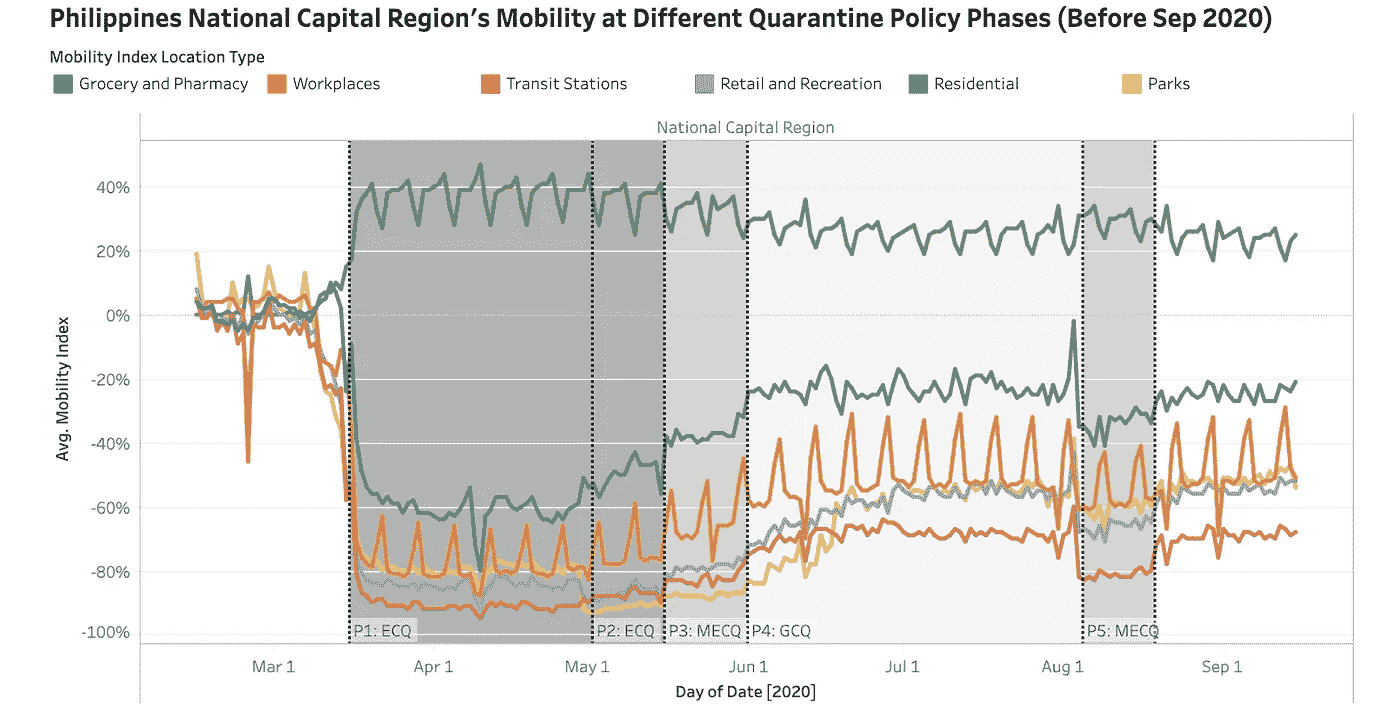 Philippines National Capital Region's Mobility at Different Quarantine Policy Phases (Before Sep 2020)
Mobility Index Location Type
Grocery and Pharmacy Workplaces Transit Stations Retail and Recreation Residential Parks
National Capital Region
40%
20%
0%
-20%
-40%
-60%
-80%
-100%
Avg. Mobility Index
P1: ECQ P2: ECQ P3: MECQ P4: GCQ P5: MECQ
Mar 1 Apr 1 May 1 Jun 1 Jul 1 Aug 1 Sep 1
Day of Date [2020]